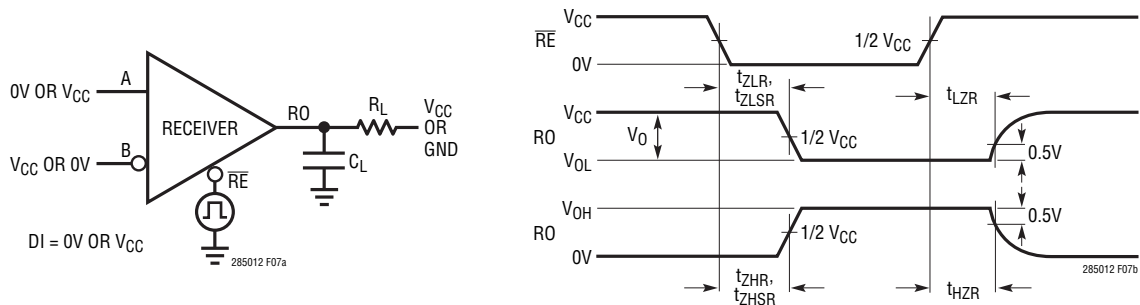 0V OR VCC
A
RECEIVER
RO
RL
VCC
OR
GND
VCC OR 0V
B
RE
CL
DI = 0V OR VCC
285012 F07a
VCC
RE
1/2 VCC
0V
tZLR,
tZLSR
tLZR
VCC
RO
VO
1/2 VCC
VOL
0.5V
VOH
0.5V
RO
1/2 VCC
0V
tZHR,
tZHSR
tHZR
285012 F07b